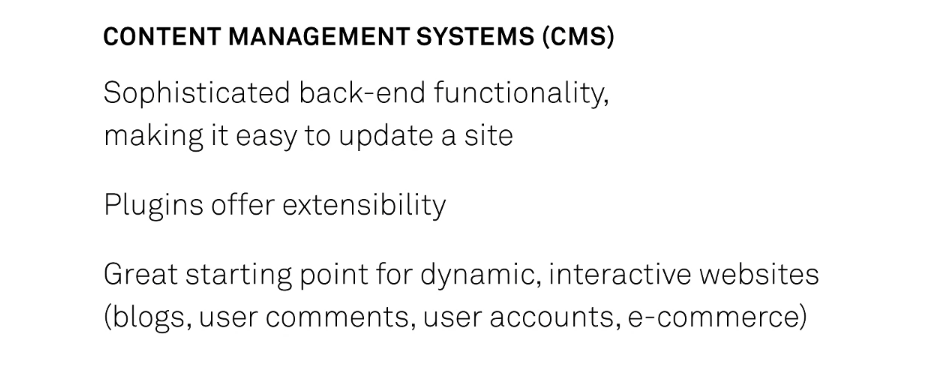 CONTENT MANAGEMENT SYSTEMS (CMS)
Sophisticated back-end functionality,
making it easy to update a site
Plugins offer extensibility
Great starting point for dynamic, interactive websites
(blogs, user comments, user accounts, e-commerce)